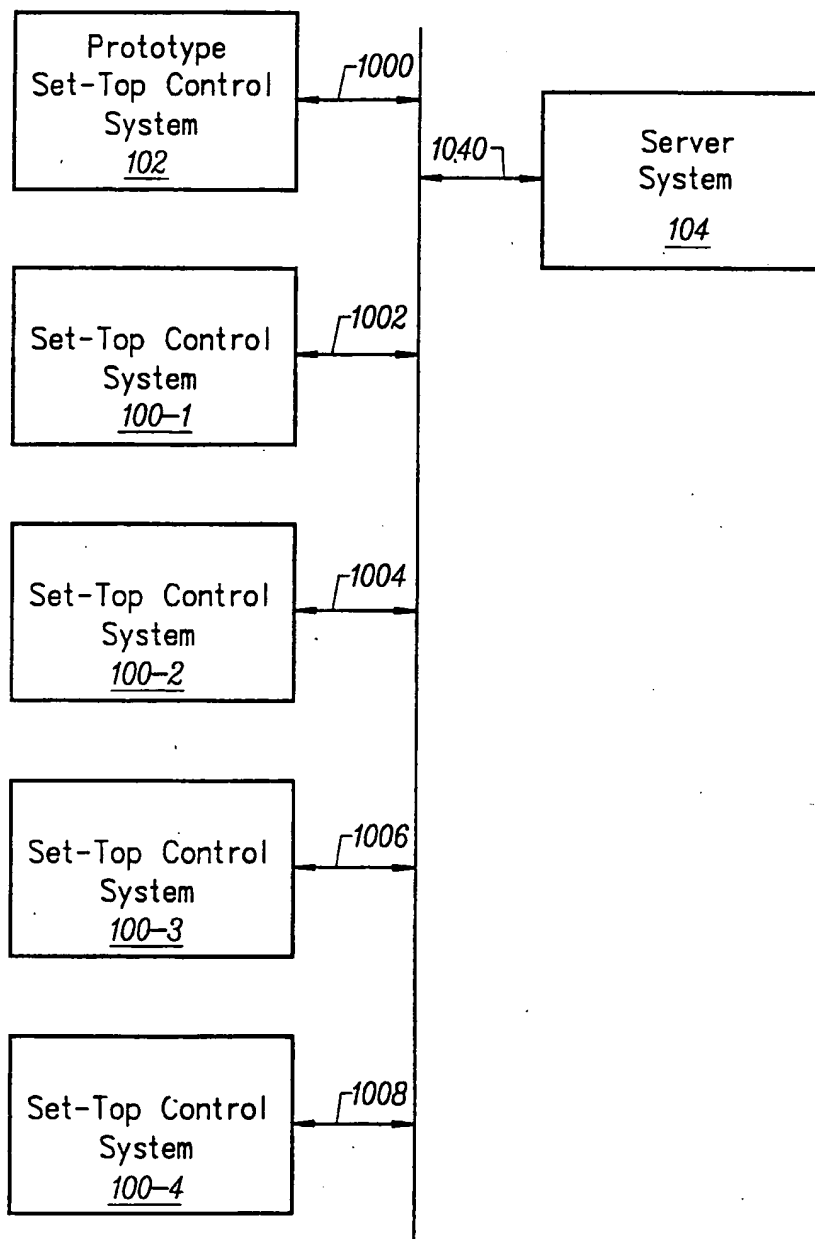 Prototype
Set-Top Control
System
102
1000
1040
Server
System
104
Set-Top Control
System
100-1
1002
Set-Top Control
System
100-2
1004
Set-Top Control
System
100-3
1006
Set-Top Control
System
100-4
1008